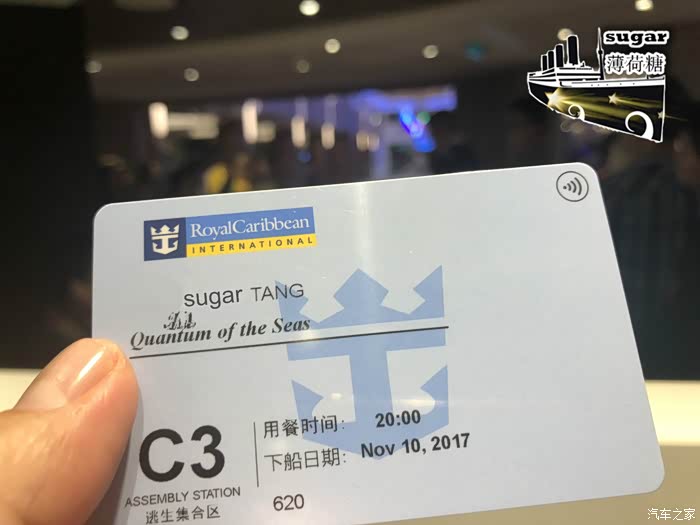 sugar
薄荷糖
RoyalCaribbean
INTERNATIONAL
sugar TANG
Quantum of the Seas
C3
ASSEMBLY STATION
逃生集合区
用餐时间: 20:00
下船日期: Nov 10, 2017
620
汽车之家